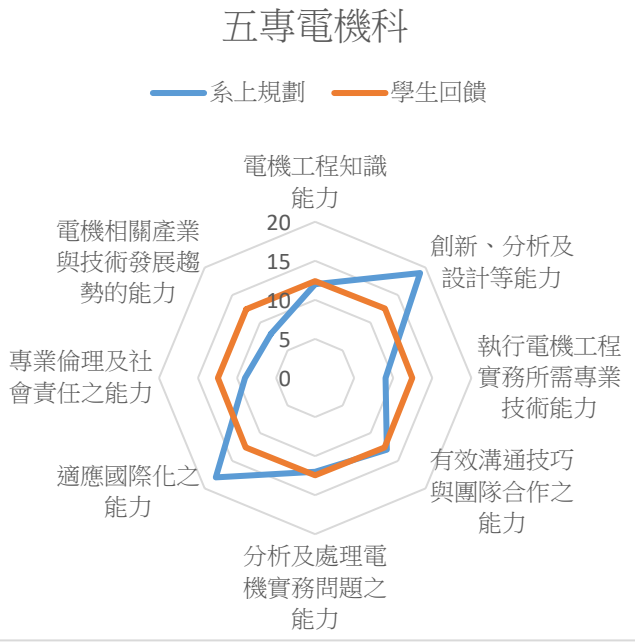 五專電機科
系上規劃 學生回饋
電機工程知識
能力
創新、分析及
設計等能力
執行電機工程
實務所需專業
技術能力
有效溝通技巧
與團隊合作之
能力
分析及處理電
機實務問題之
能力
適應國際化之
能力
專業倫理及社
會責任之能力
電機相關產業
與技術發展趨
勢的能力
20
15
10
5
0